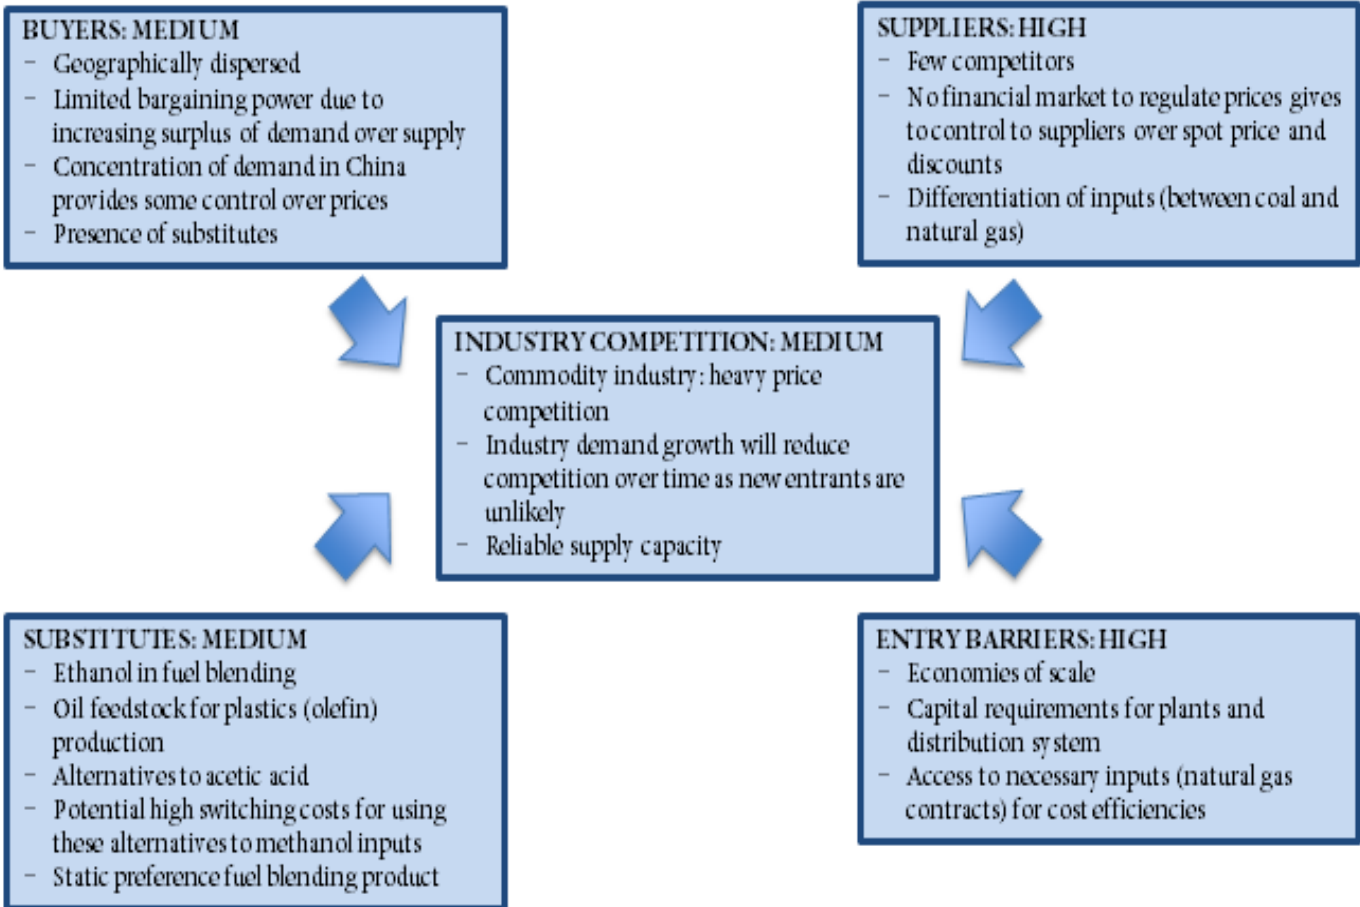 BUYERS: MEDIUM
- Geographically dispersed
- Limited bargaining power due to
increasing surplus of demand over supply
- Concentration of demand in China
provides some control over prices
- Presence of substitutes
SUPPLIERS: HIGH
- Few competitors
- No financial market to regulate prices gives
to control to suppliers over spot price and
discounts
- Differentiation of inputs (between coal and
natural gas)
INDUSTRY COMPETITION: MEDIUM
- Commodity industry: heavy price
competition
- Industry demand growth will reduce
competition over time as new entrants are
unlikely
- Reliable supply capacity
SUBSTITUTES: MEDIUM
- Ethanol in fuel blending
- Oil feedstock for plastics (olefin)
production
- Alternatives to acetic acid
- Potential high switching costs for using
these alternatives to methanol inputs
- Static preference fuel blending product
ENTRY BARRIERS: HIGH
- Economies of scale
- Capital requirements for plants and
distribution system
- Access to necessary inputs (natural gas
contracts) for cost efficiencies